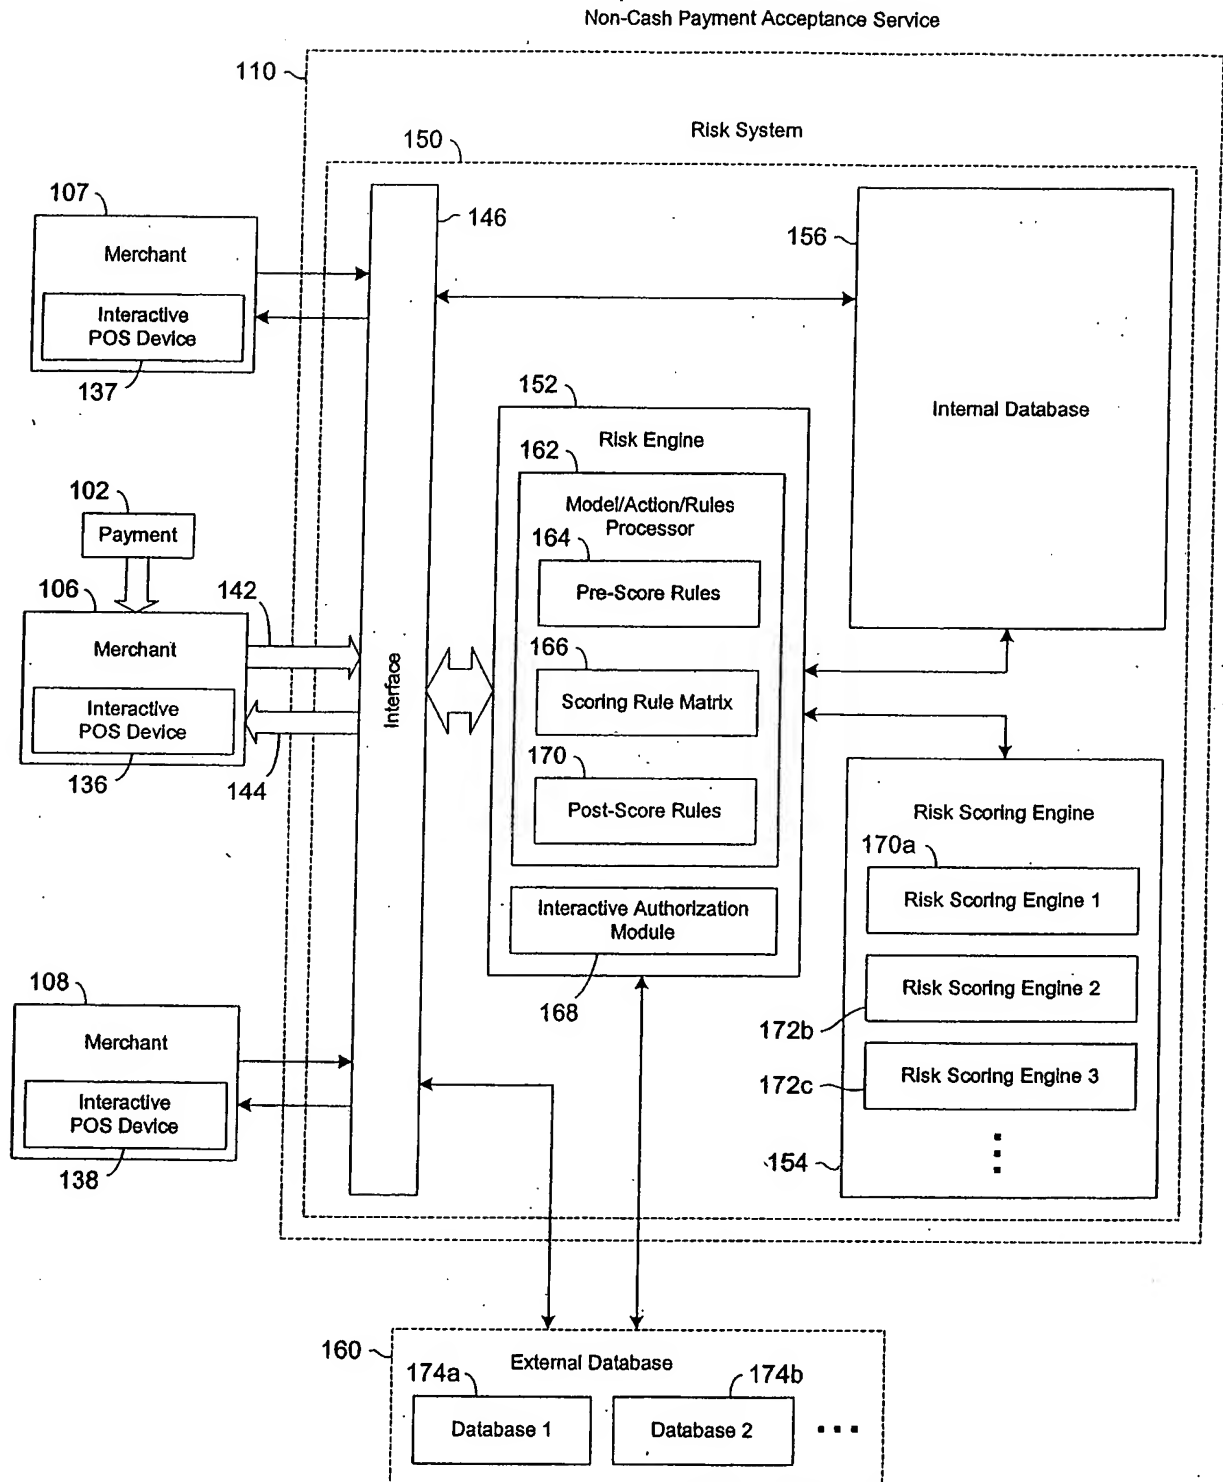 Non-Cash Payment Acceptance Service
110
Risk System
150
107
146
156
Merchant
Interactive
POS Device
137
Internal Database
152
Risk Engine
162
Model/Action/Rules
Processor
164
Pre-Score Rules
102
Payment
106
142
Merchant
166
Scoring Rule Matrix
Interface
Interactive
POS Device
136
144
170
Post-Score Rules
Risk Scoring Engine
170a
Risk Scoring Engine 1
Interactive Authorization
Module
168
Risk Scoring Engine 2
172b
108
Merchant
Risk Scoring Engine 3
172c
Interactive
POS Device
138
154
160
External Database
174a
174b
Database 1
Database 2